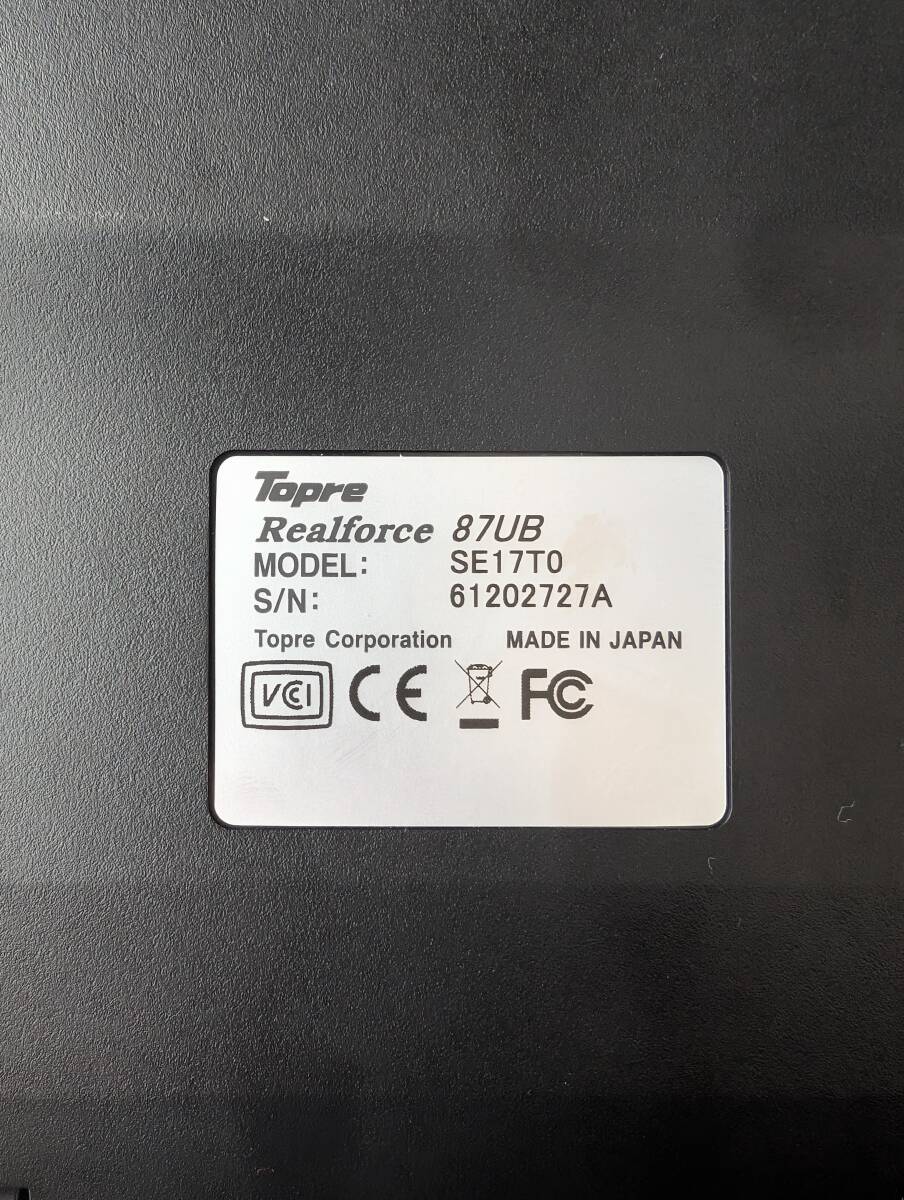 Topre
Realforce 87UB
MODEL: SE17T0
S/N: 61202727A
Topre Corporation MADE IN JAPAN
VCI CE FC